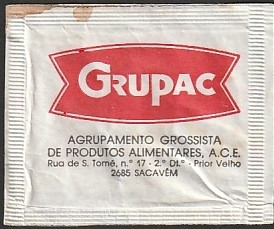 GRUPAC
AGRUPAMENTO GROSSISTA
DE PRODUTOS ALIMENTARES, A.C.E.
Rua de S. Tomé, n.º 17 - 2.º Dt.º - Prior Velho
2685 SACAVÉM